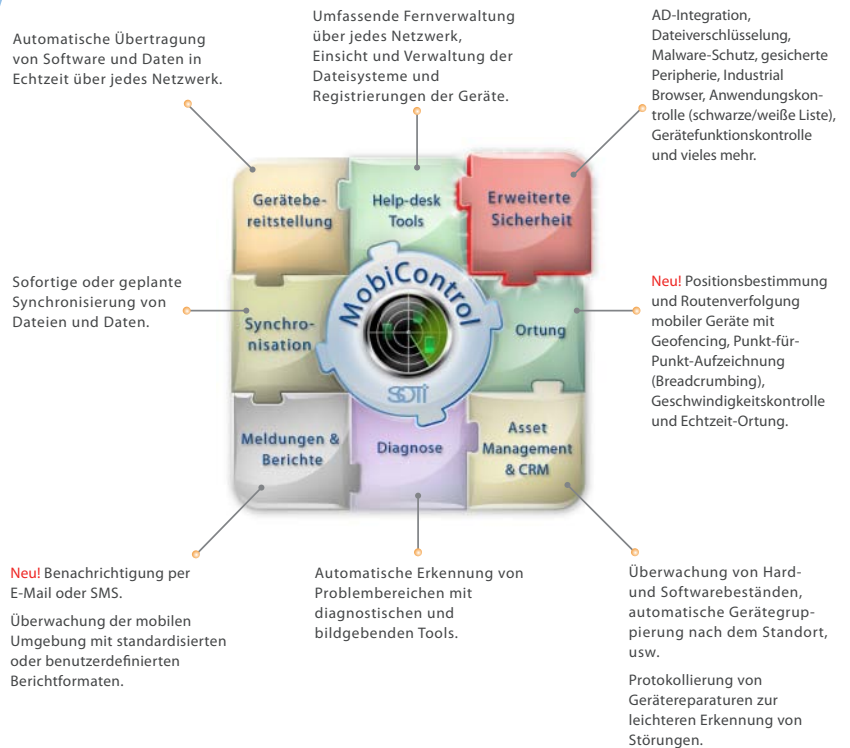 Automatische Übertragung
von Software und Daten in
Echtzeit über jedes Netzwerk.
Umfassende Fernverwaltung
über jedes Netzwerk,
Einsicht und Verwaltung der
Dateisysteme und
Registrierungen der Geräte.
AD-Integration,
Dateiverschlüsselung,
Malware-Schutz, gesicherte
Peripherie, Industrial
Browser, Anwendungskon-
trolle (schwarze/weiße Liste),
Gerätefunktionskontrolle
und vieles mehr.
Gerätebe-
reitstellung
Help-desk
Tools
Erweiterte
Sicherheit
Sofortige oder geplante
Synchronisierung von
Dateien und Daten.
Synchro-
nisation
MobiControl
SOTI
Ortung
Neu! Positionsbestimmung
und Routenverfolgung
mobiler Geräte mit
Geofencing, Punkt-für-
Punkt-Aufzeichnung
(Breadcrumbing),
Geschwindigkeitskontrolle
und Echtzeit-Ortung.
Meldungen &
Berichte
Diagnose
Asset
Management
& CRM
Neu! Benachrichtigung per
E-Mail oder SMS.
Überwachung der mobilen
Umgebung mit standardisierten
oder benutzerdefinierten
Berichtformaten.
Automatische Erkennung von
Problembereichen mit
diagnostischen und
bildgebenden Tools.
Überwachung von Hard-
und Softwarebeständen,
automatische Gerätegrup-
pierung nach dem Standort,
usw.
Protokollierung von
Gerätereparaturen zur
leichteren Erkennung von
Störungen.